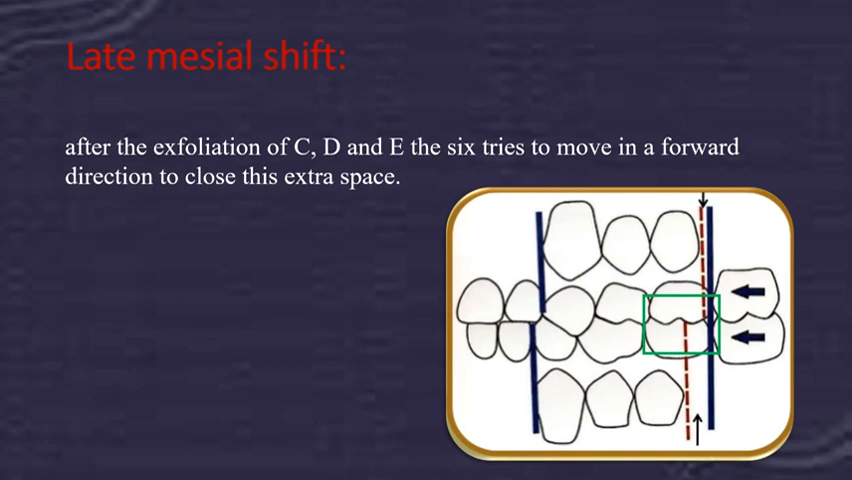 Late mesial shift:
after the exfoliation of C, D and E the six tries to move in a forward
direction to close this extra space.